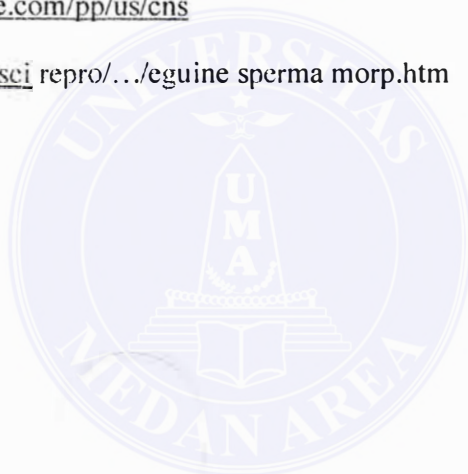 e.com/pp/us/cns
sci repro/.../eguine sperma morp.htm
UNIVERSITAS
UMA
MEDAN AREA